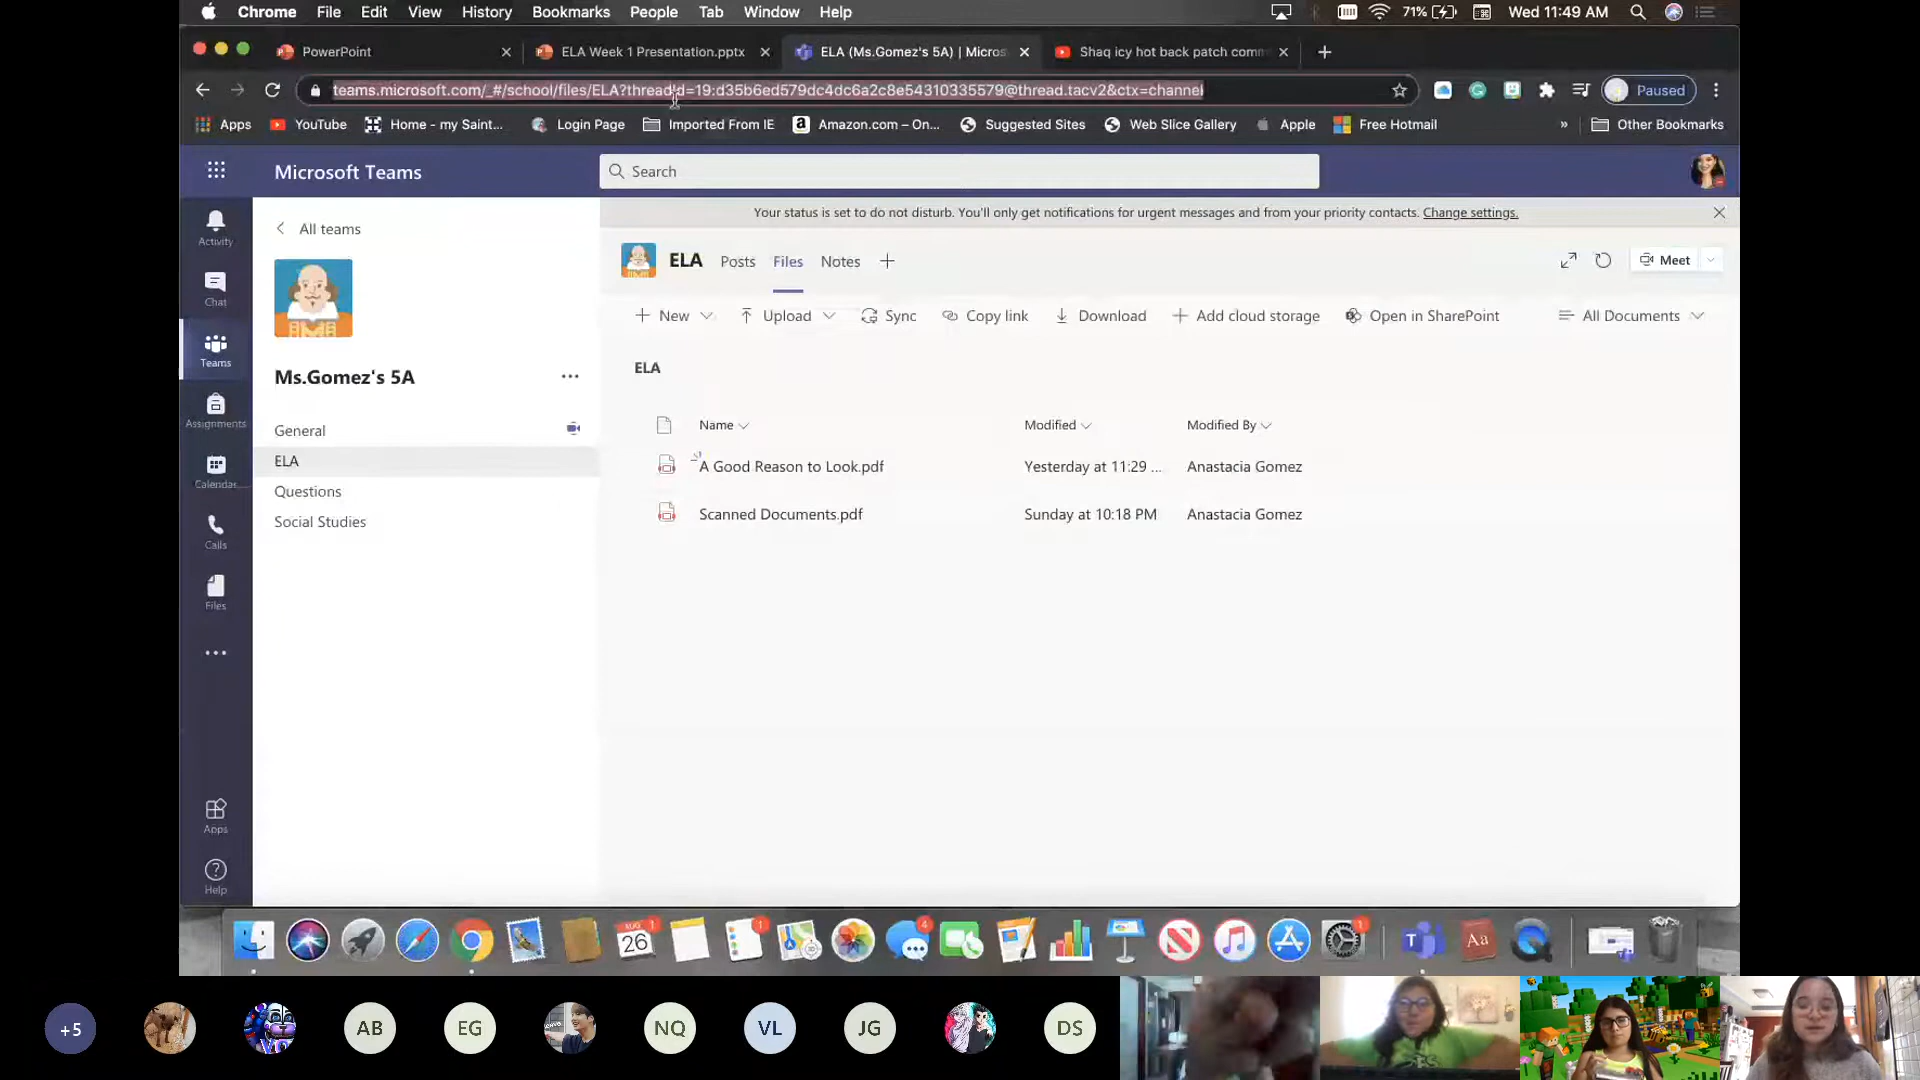 Chrome File Edit View History Bookmarks People Tab Window Help 71% Wed 11:49 AM
PowerPoint ELA Week 1 Presentation.pptx ELA (Ms.Gomez's 5A) | Micros Shaq icy hot back patch comm
teams.microsoft.com/_#/school/files/ELA?threadId=19:d35b6ed579dc4dc6a2c8e54310335579@thread.tacv2&ctx=channel Paused
Apps YouTube Home - my Saint... Login Page Imported From IE Amazon.com – On... Suggested Sites Web Slice Gallery Apple Free Hotmail » Other Bookmarks
Microsoft Teams Search
Your status is set to do not disturb. You'll only get notifications for urgent messages and from your priority contacts. Change settings.
Activity
Chat
Teams
Assignments
Calendar
Calls
Files
Apps
Help
All teams
Ms.Gomez's 5A
General
ELA
Questions
Social Studies
ELA Posts Files Notes Meet
New Upload Sync Copy link Download Add cloud storage Open in SharePoint All Documents
ELA
Name Modified Modified By
A Good Reason to Look.pdf Yesterday at 11:29 ... Anastacia Gomez
Scanned Documents.pdf Sunday at 10:18 PM Anastacia Gomez
1 26 1 4 T Aa 1
+5 AB EG NQ VL JG DS